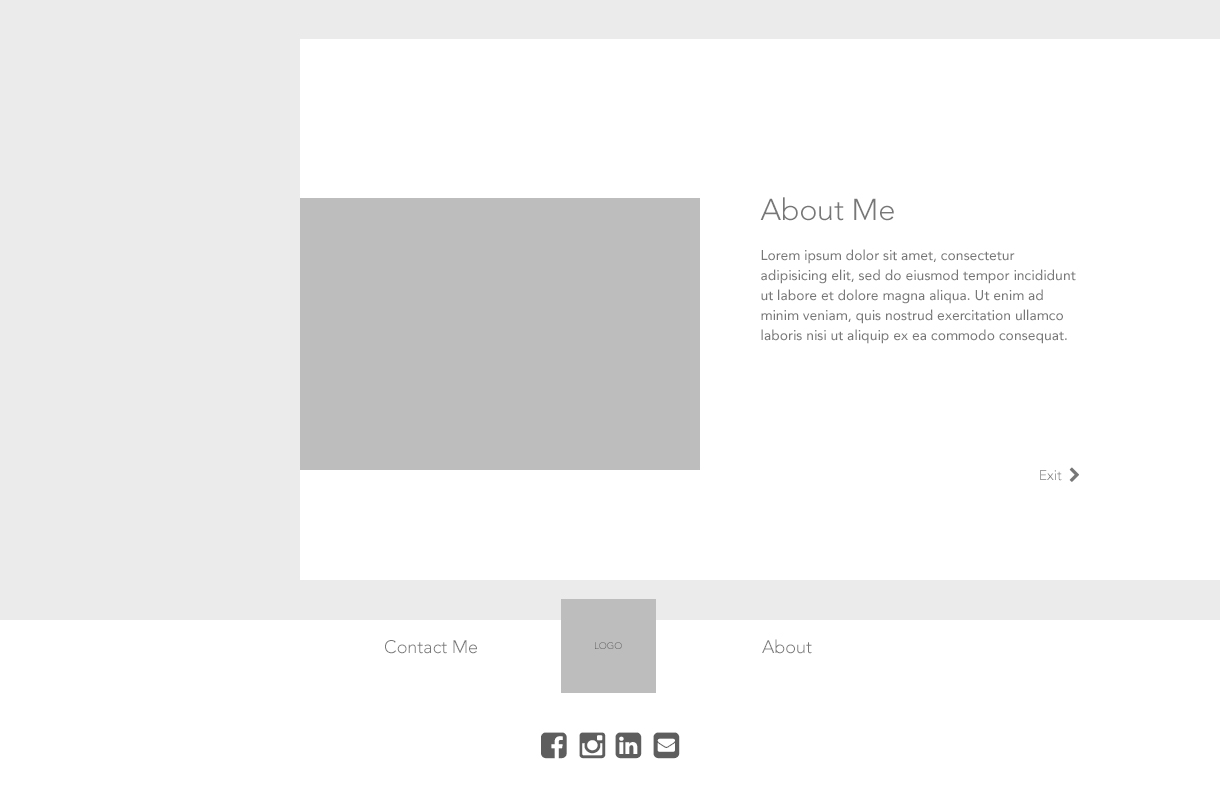 About Me
Lorem ipsum dolor sit amet, consectetur
adipisicing elit, sed do eiusmod tempor incididunt
ut labore et dolore magna aliqua. Ut enim ad
minim veniam, quis nostrud exercitation ullamco
laboris nisi ut aliquip ex ea commodo consequat.
Exit
Contact Me
LOGO
About